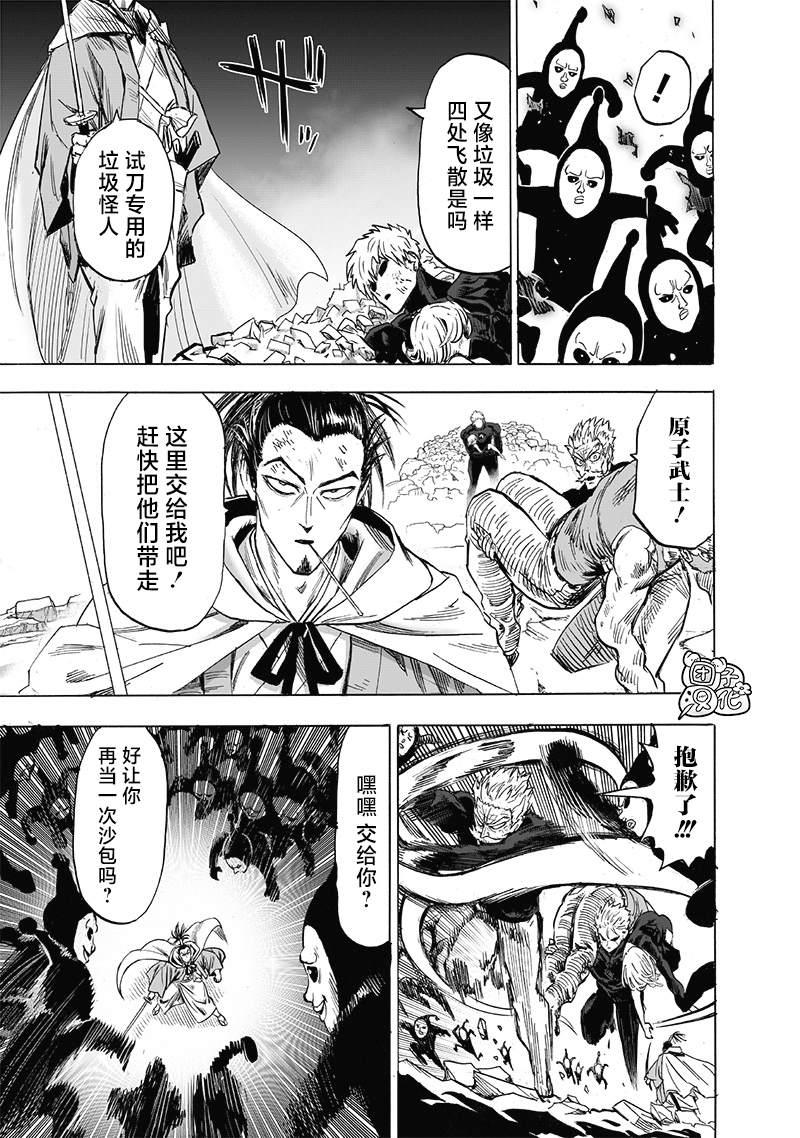 ！
又像垃圾一样
四处飞散是吗
试刀专用的
垃圾怪人
原子武士！
这里交给我吧！
赶快把他们带走
抱歉了!!!
嘿嘿 交给你？
好让你
再当一次沙包吗？
团子
汉化